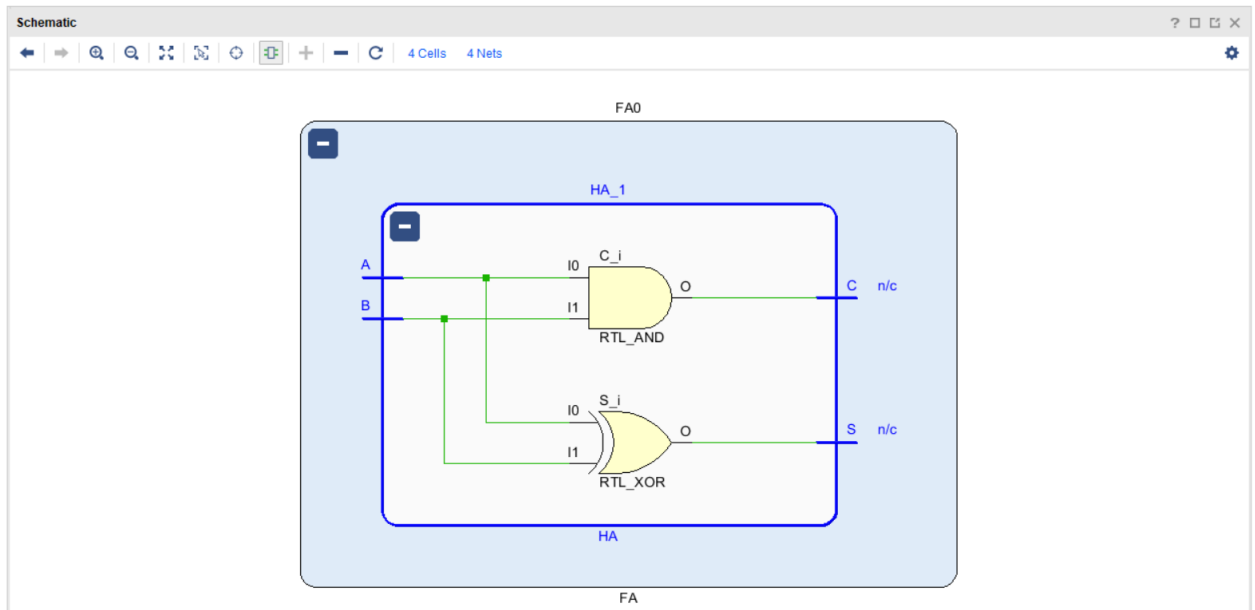 Schematic
4 Cells 4 Nets
FA0
HA_1
C_i
A I0
O C n/c
B I1
RTL_AND
S_i
I0
O S n/c
I1
RTL_XOR
HA
FA